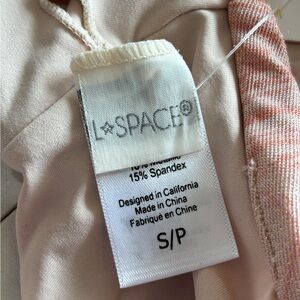 L✧SPACE®
15% Spandex
Designed in California
Made in China
Fabriqué en Chine
S/P